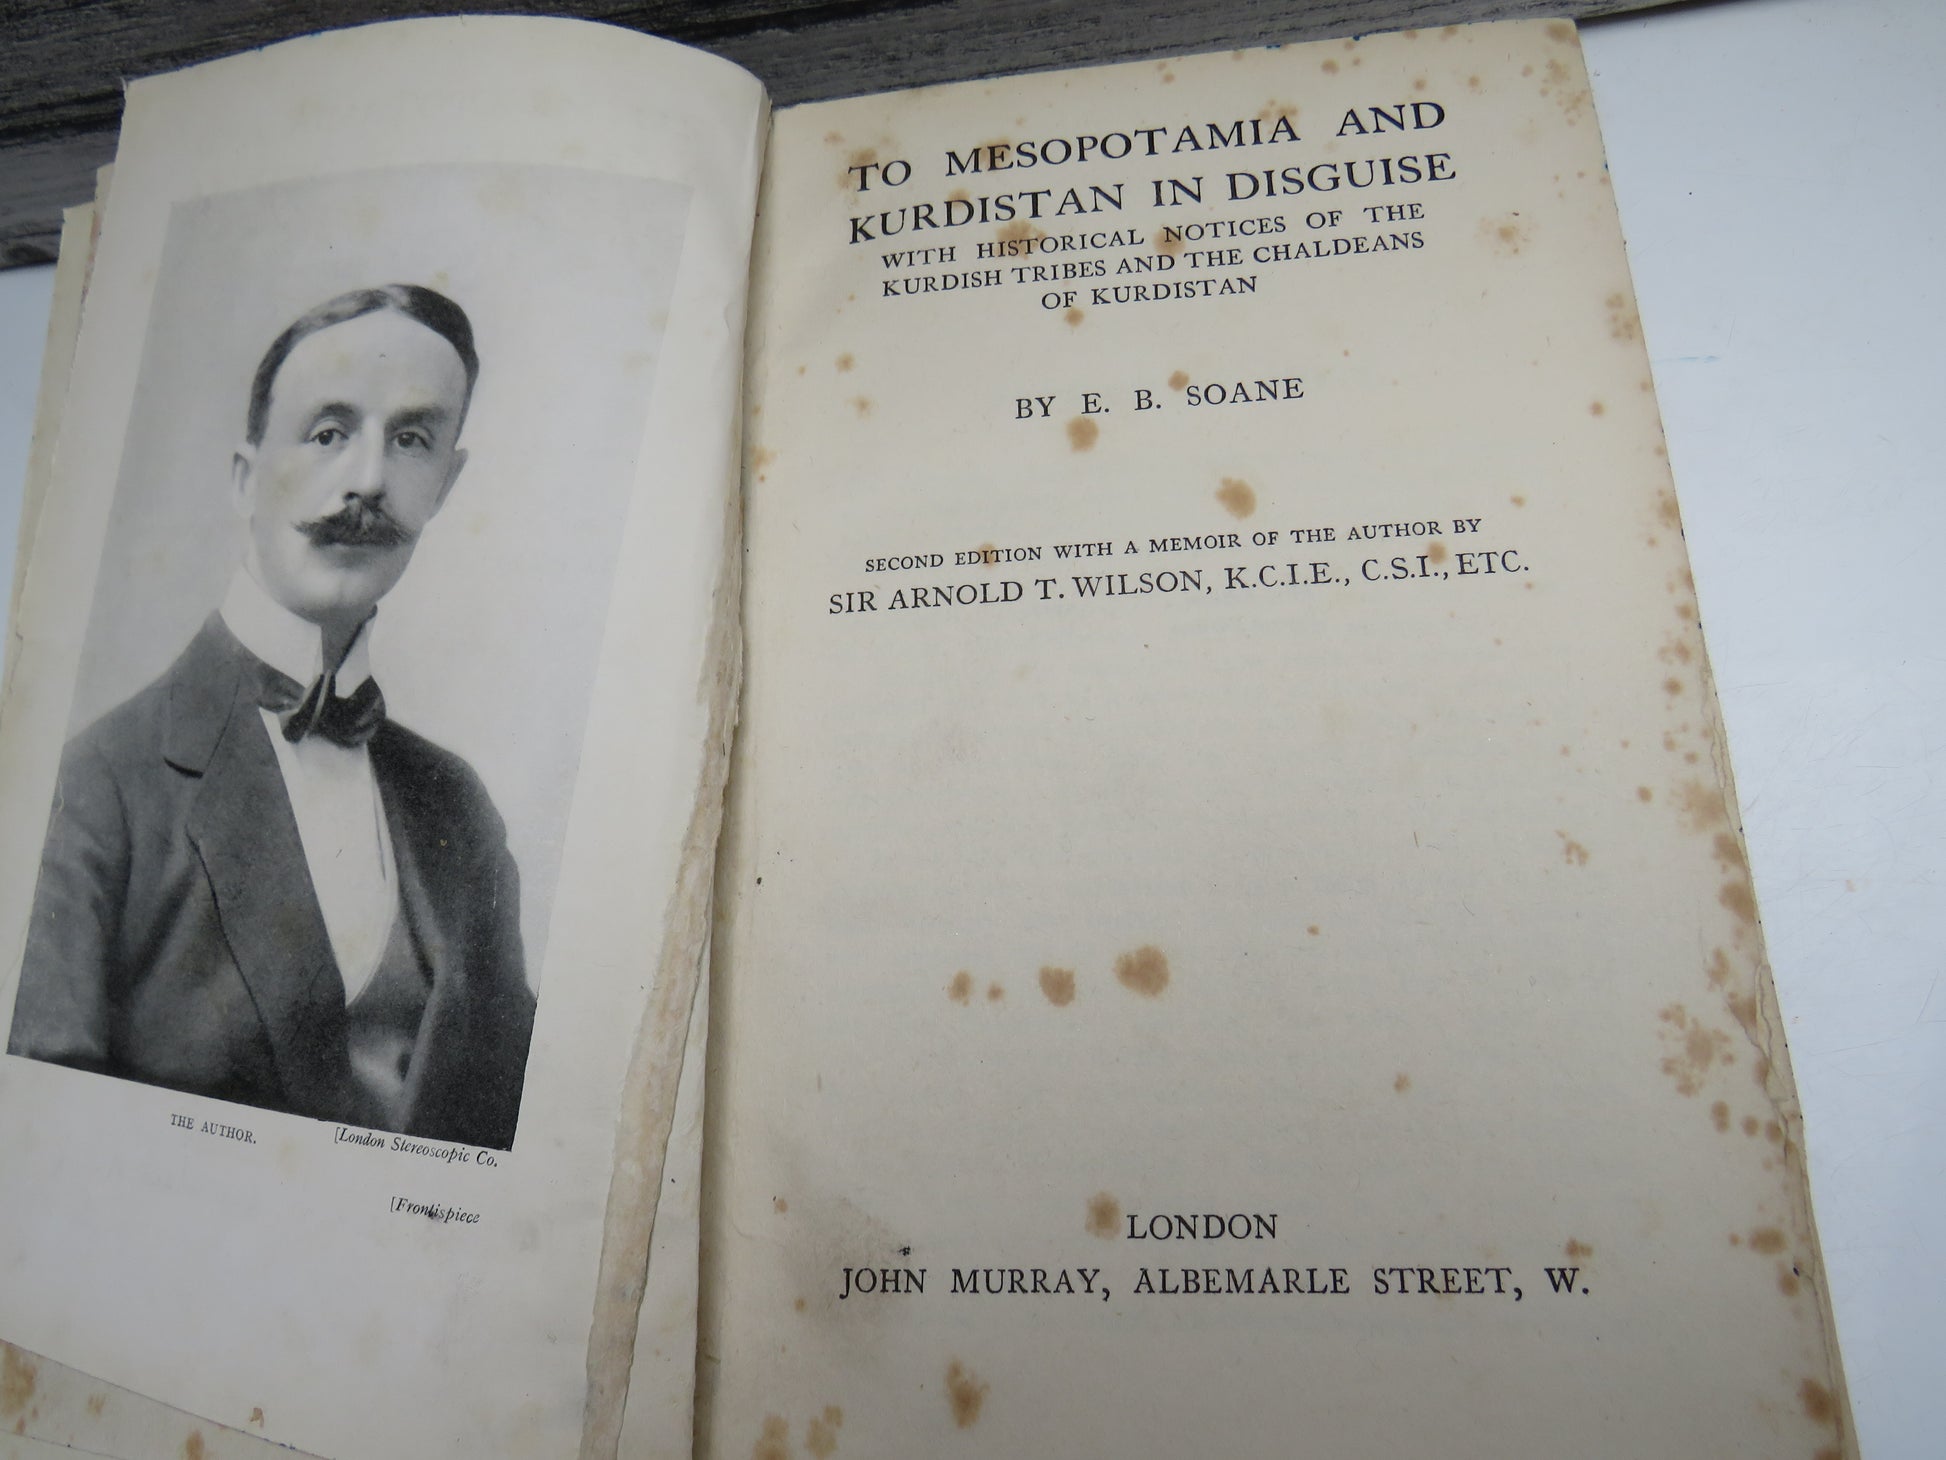 THE AUTHOR.
[London Stereoscopic Co.
[Frontispiece
TO MESOPOTAMIA AND
KURDISTAN IN DISGUISE
WITH HISTORICAL NOTICES OF THE
KURDISH TRIBES AND THE CHALDEANS
OF KURDISTAN
BY E. B. SOANE
SECOND EDITION WITH A MEMOIR OF THE AUTHOR BY
SIR ARNOLD T. WILSON, K.C.I.E., C.S.I., ETC.
LONDON
JOHN MURRAY, ALBEMARLE STREET, W.